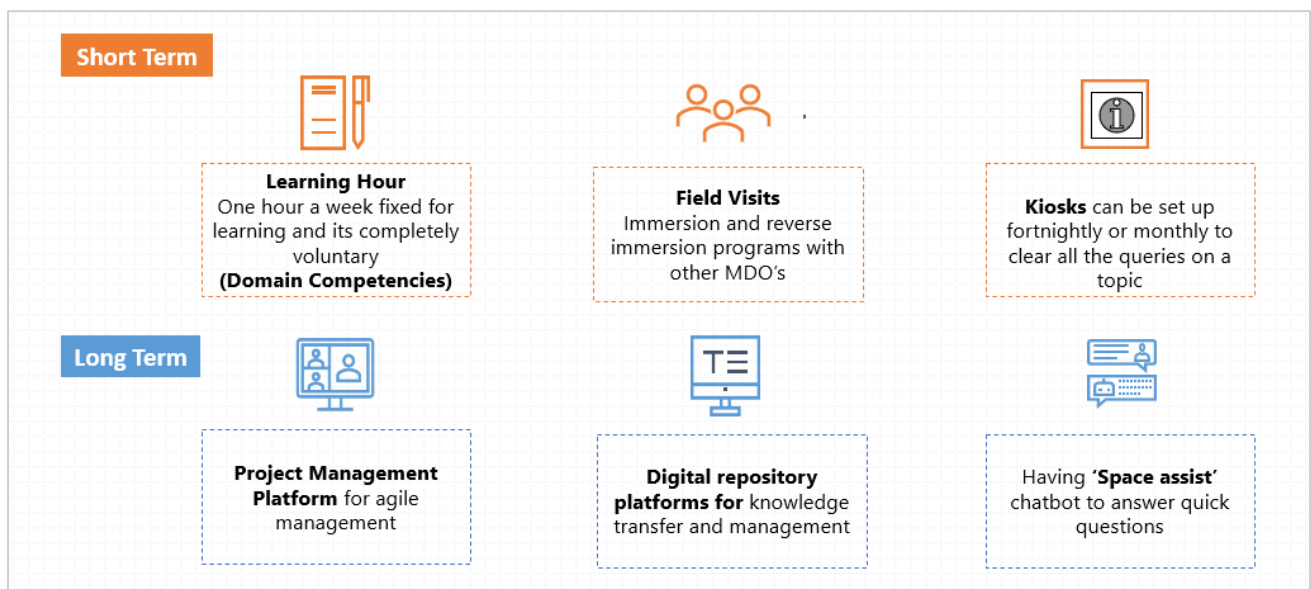 Short Term
Learning Hour
One hour a week fixed for
learning and its completely
voluntary
(Domain Competencies)
Field Visits
Immersion and reverse
immersion programs with
other MDO's
Kiosks can be set up
fortnightly or monthly to
clear all the queries on a
topic
Long Term
Project Management
Platform for agile
management
Digital repository
platforms for knowledge
transfer and management
Having ‘Space assist’
chatbot to answer quick
questions